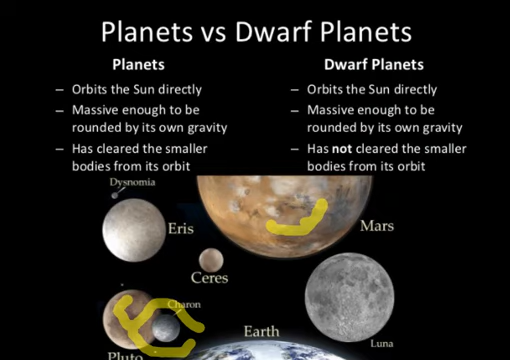 Planets vs Dwarf Planets
Planets
– Orbits the Sun directly
– Massive enough to be
rounded by its own gravity
– Has cleared the smaller
bodies from its orbit
Dwarf Planets
– Orbits the Sun directly
– Massive enough to be
rounded by its own gravity
– Has not cleared the smaller
bodies from its orbit
Dysnomia
Eris
Mars
Ceres
Charon
Pluto
Earth
Luna